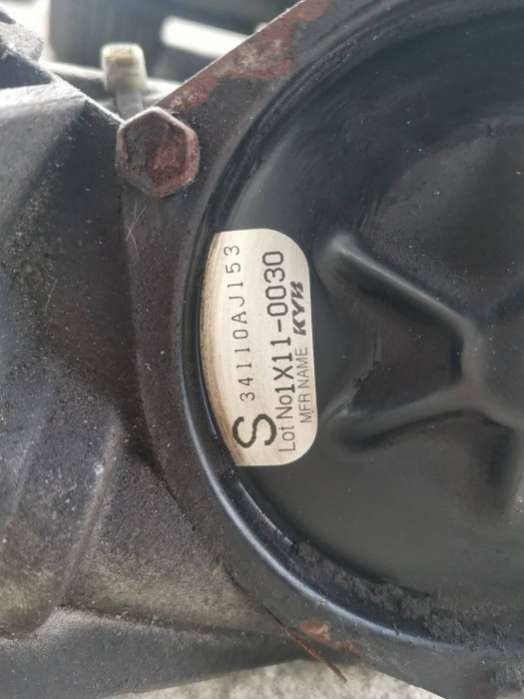 S 34110AJ153
Lot No1X11-0030
MFR NAME KYB